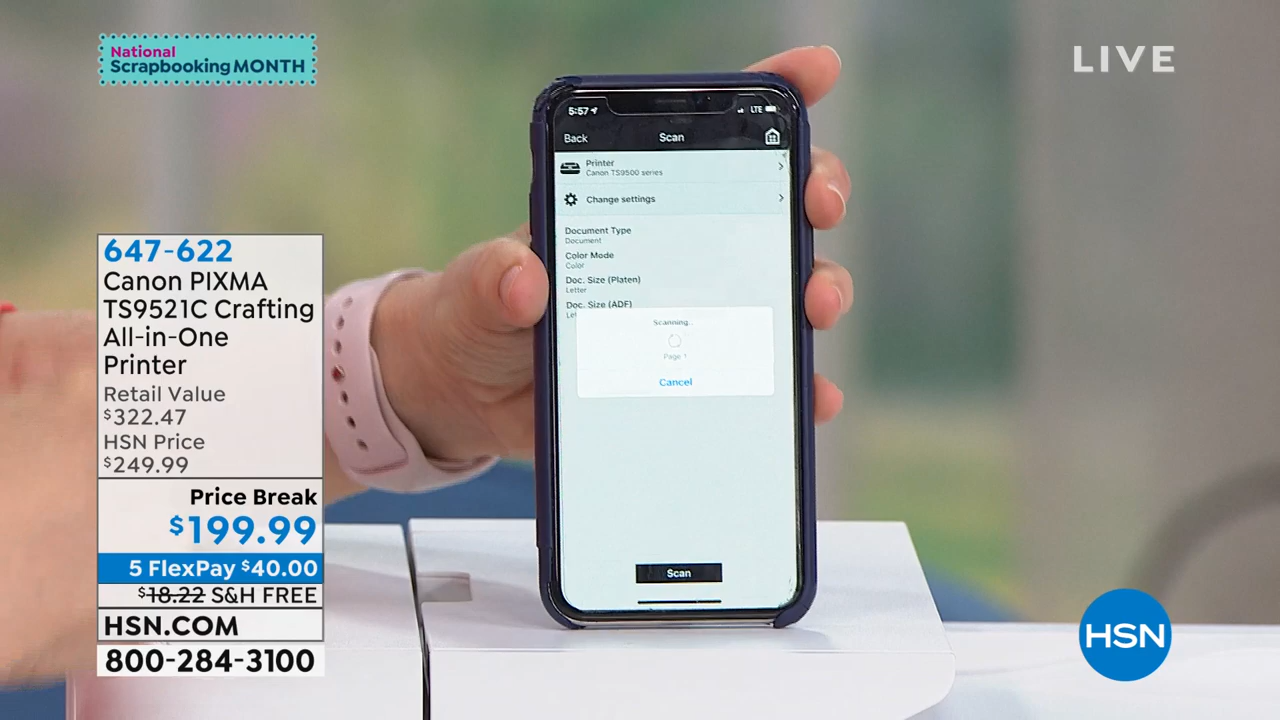 National
Scrapbooking MONTH
LIVE
647-622
Canon PIXMA
TS9521C Crafting
All-in-One
Printer
Retail Value
$322.47
HSN Price
$249.99
Price Break
$199.99
5 FlexPay $40.00
$18.22 S&H FREE
HSN.COM
800-284-3100
5:57 LTE
Back Scan
Printer
Canon TS9500 series
Change settings
Document Type
Document
Color Mode
Color
Doc. Size (Platen)
Letter
Doc. Size (ADF)
Let
Scanning...
Page 1
Cancel
Scan
HSN